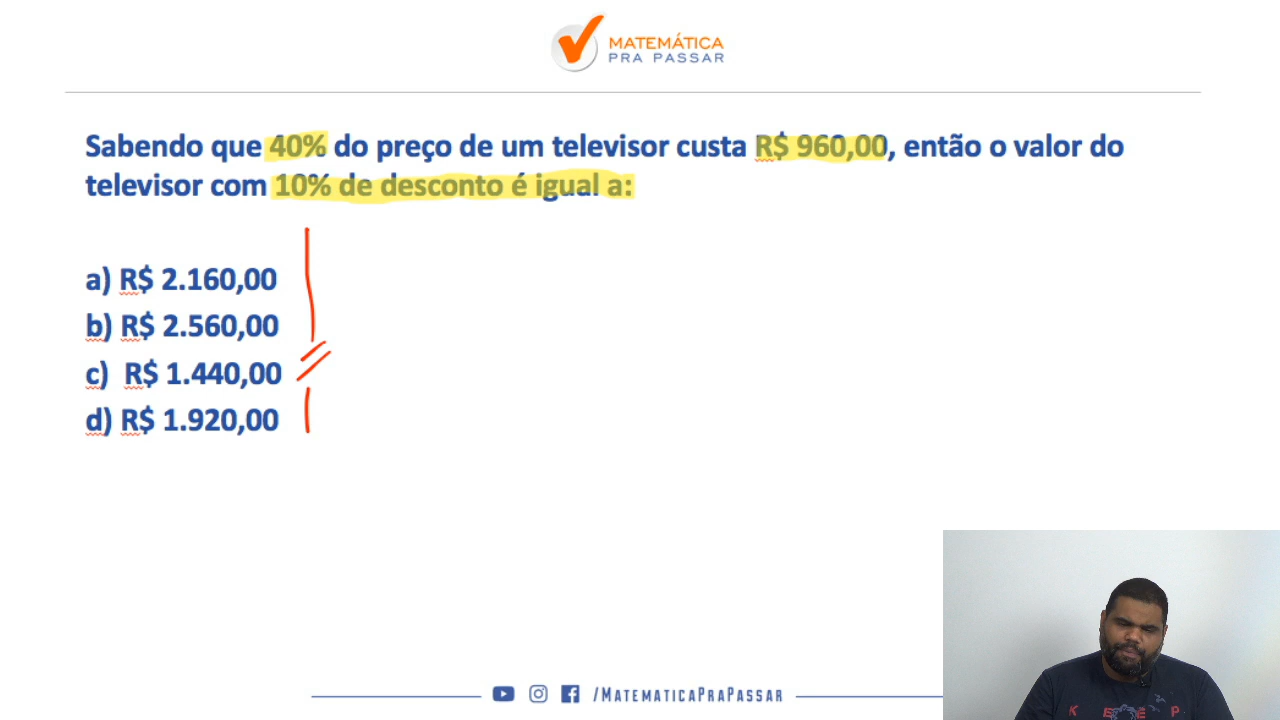 MATEMÁTICA
PRA PASSAR
Sabendo que 40% do preço de um televisor custa R$ 960,00, então o valor do
televisor com 10% de desconto é igual a:
a) R$ 2.160,00
b) R$ 2.560,00
c) R$ 1.440,00
d) R$ 1.920,00
/MATEMATICAPRAPASSAR